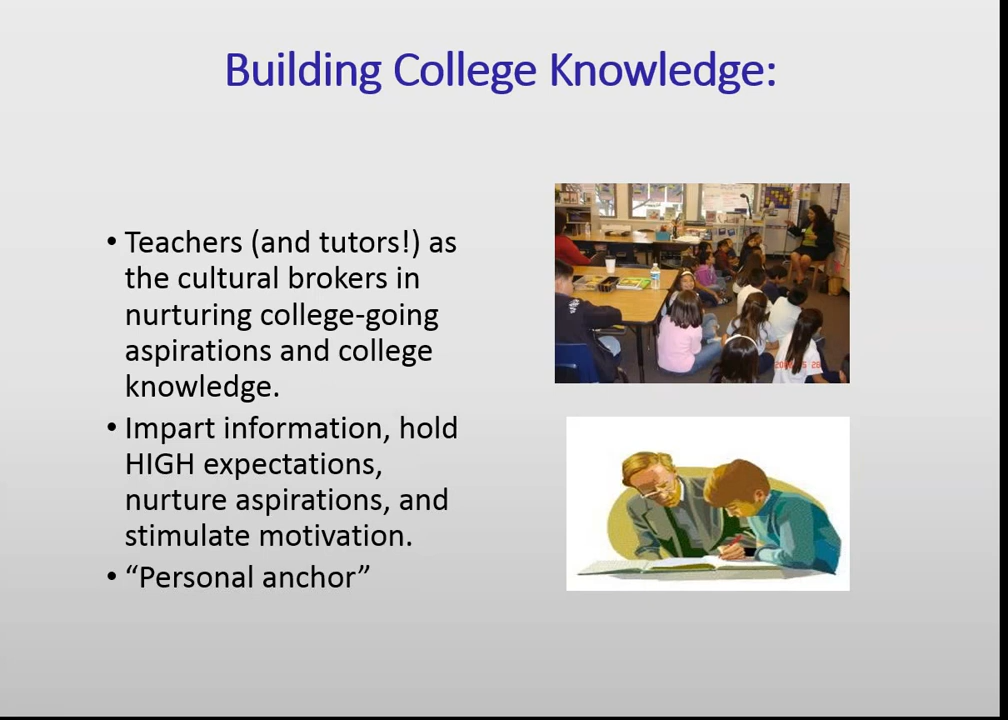 Building College Knowledge:
• Teachers (and tutors!) as
the cultural brokers in
nurturing college-going
aspirations and college
knowledge.
• Impart information, hold
HIGH expectations,
nurture aspirations, and
stimulate motivation.
• “Personal anchor”